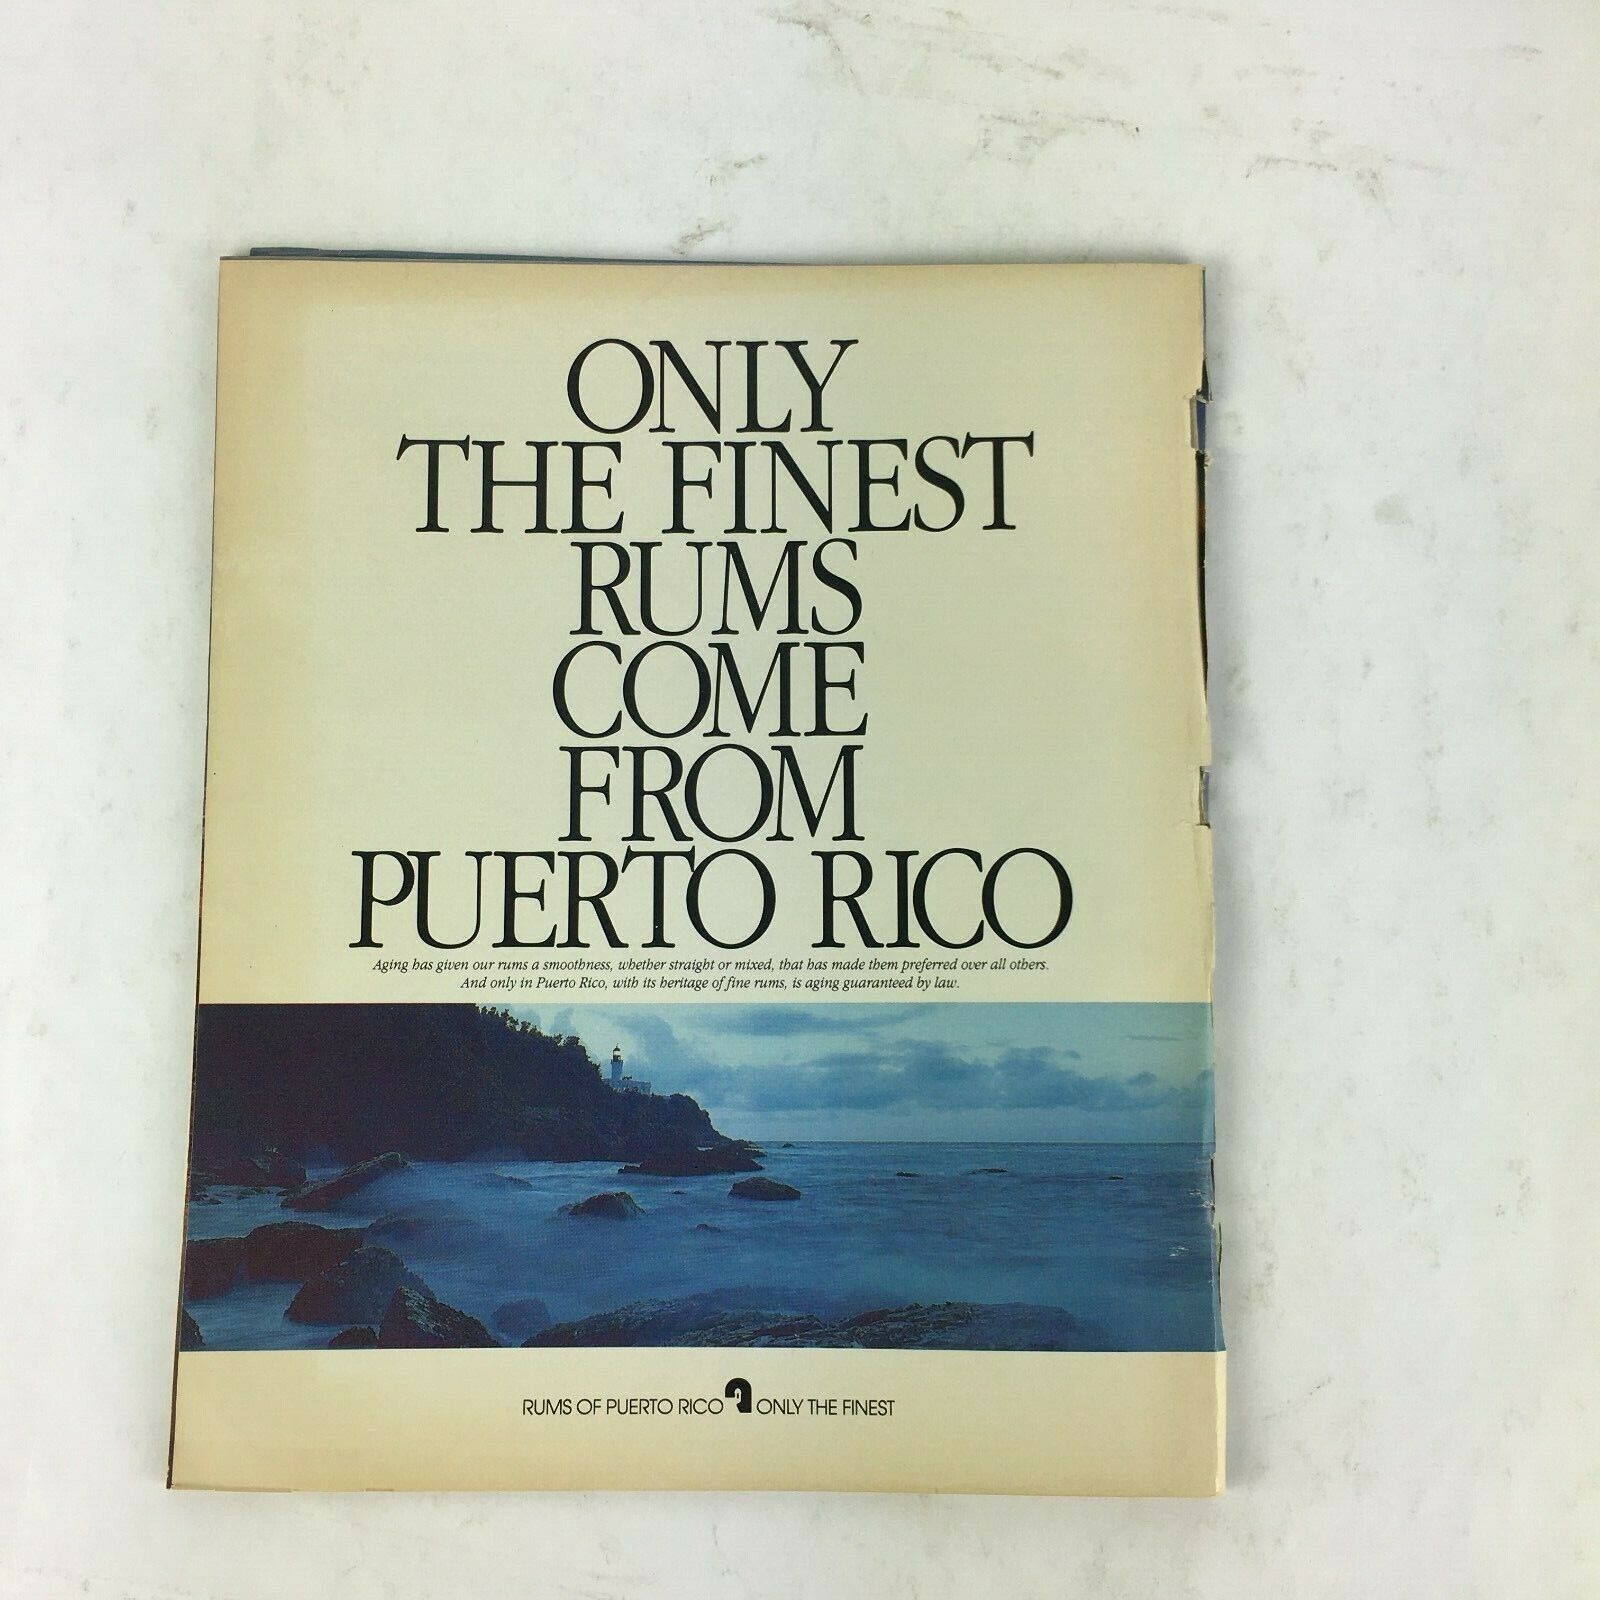 ONLY
THE FINEST
RUMS
COME
FROM
PUERTO RICO
Aging has given our rums a smoothness, whether straight or mixed, that has made them preferred over all others.
And only in Puerto Rico, with its heritage of fine rums, is aging guaranteed by law.
RUMS OF PUERTO RICO ONLY THE FINEST